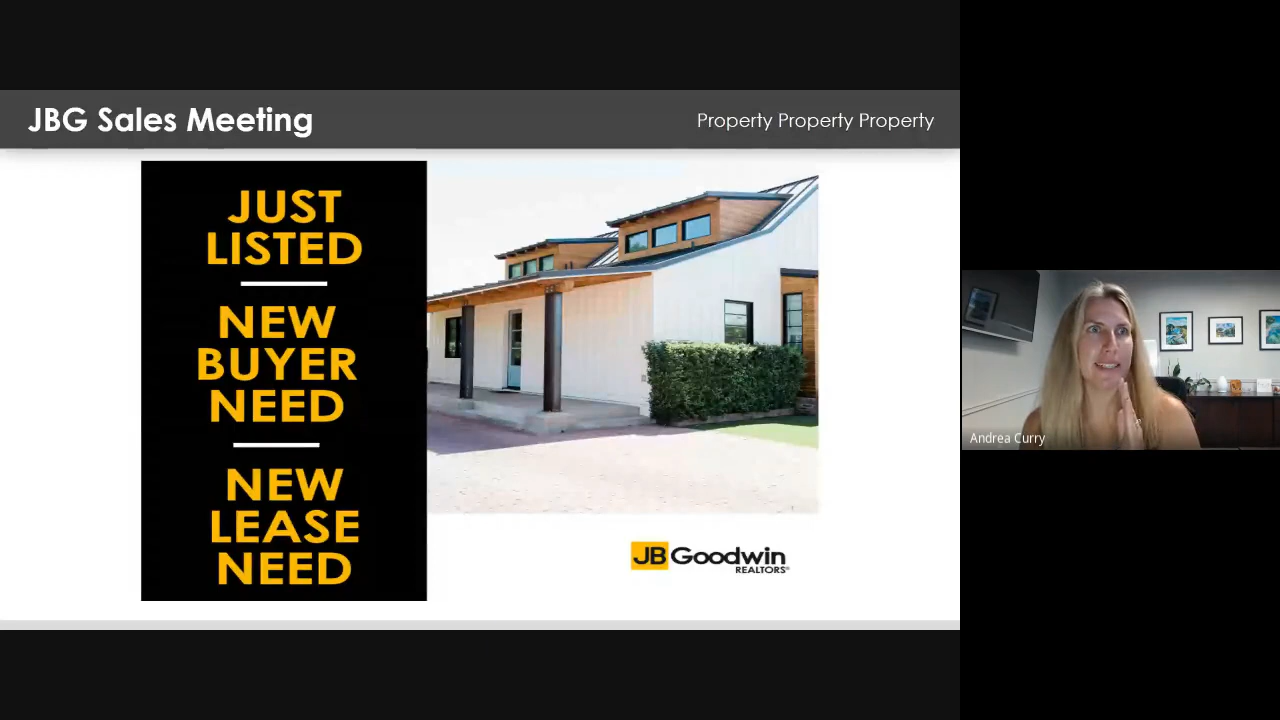 JBG Sales Meeting
Property Property Property
JUST
LISTED
NEW
BUYER
NEED
NEW
LEASE
NEED
JB Goodwin
REALTORS®
Andrea Curry